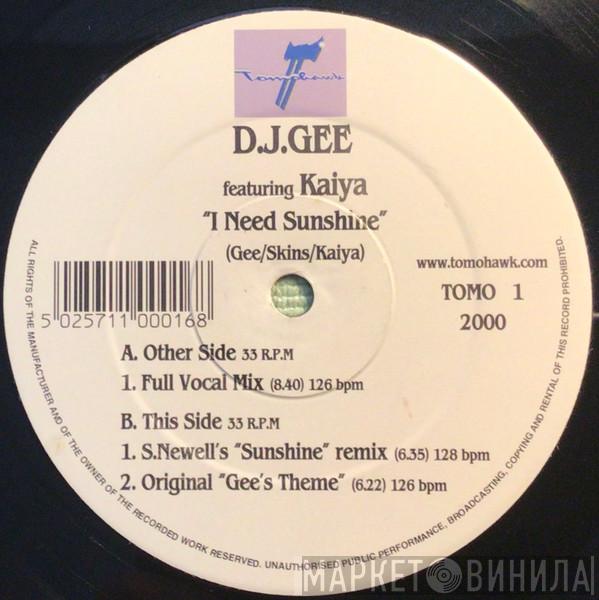 Tomohawk
D.J.GEE
featuring Kaiya
"I Need Sunshine"
(Gee/Skins/Kaiya)
www.tomohawk.com
TOMO 1
2000
5 025711 000168
A. Other Side 33 R.P.M
1. Full Vocal Mix (8.40) 126 bpm
B. This Side 33 R.P.M
1. S.Newell's "Sunshine" remix (6.35) 128 bpm
2. Original "Gee's Theme" (6.22) 126 bpm
ALL RIGHTS OF THE MANUFACTURER AND OF THE OWNER OF THE RECORDED WORK RESERVED. UNAUTHORISED PUBLIC PERFORMANCE, BROADCASTING, COPYING AND RENTAL OF THIS RECORD PROHIBITED.
МАРКЕТ ВИНИЛА